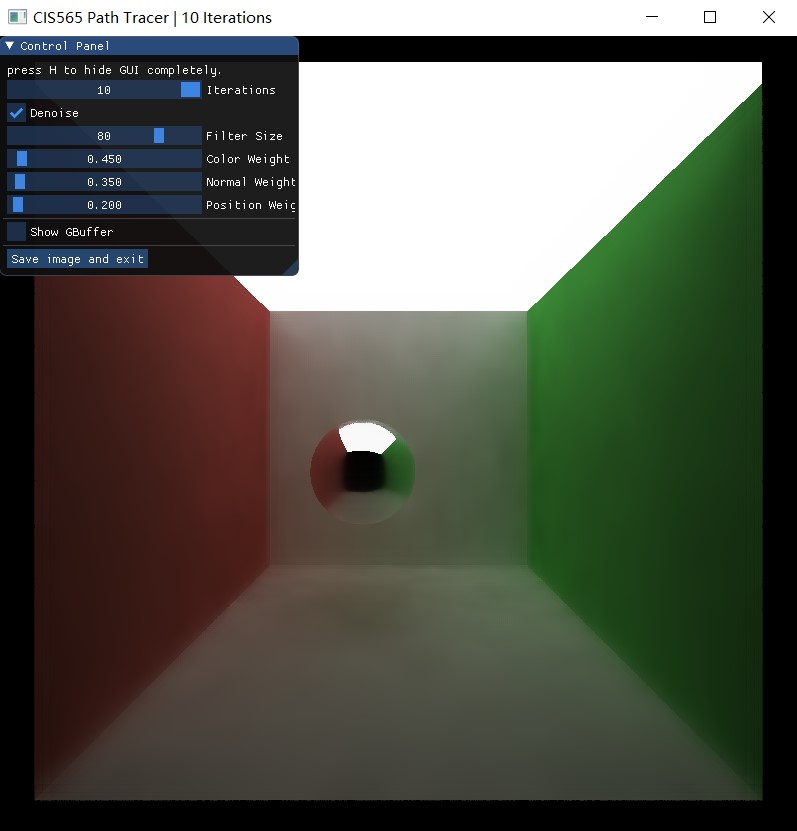 CIS565 Path Tracer | 10 Iterations
Control Panel
press H to hide GUI completely.
10 Iterations
Denoise
80 Filter Size
0.450 Color Weight
0.350 Normal Weight
0.200 Position Weig
Show GBuffer
Save image and exit